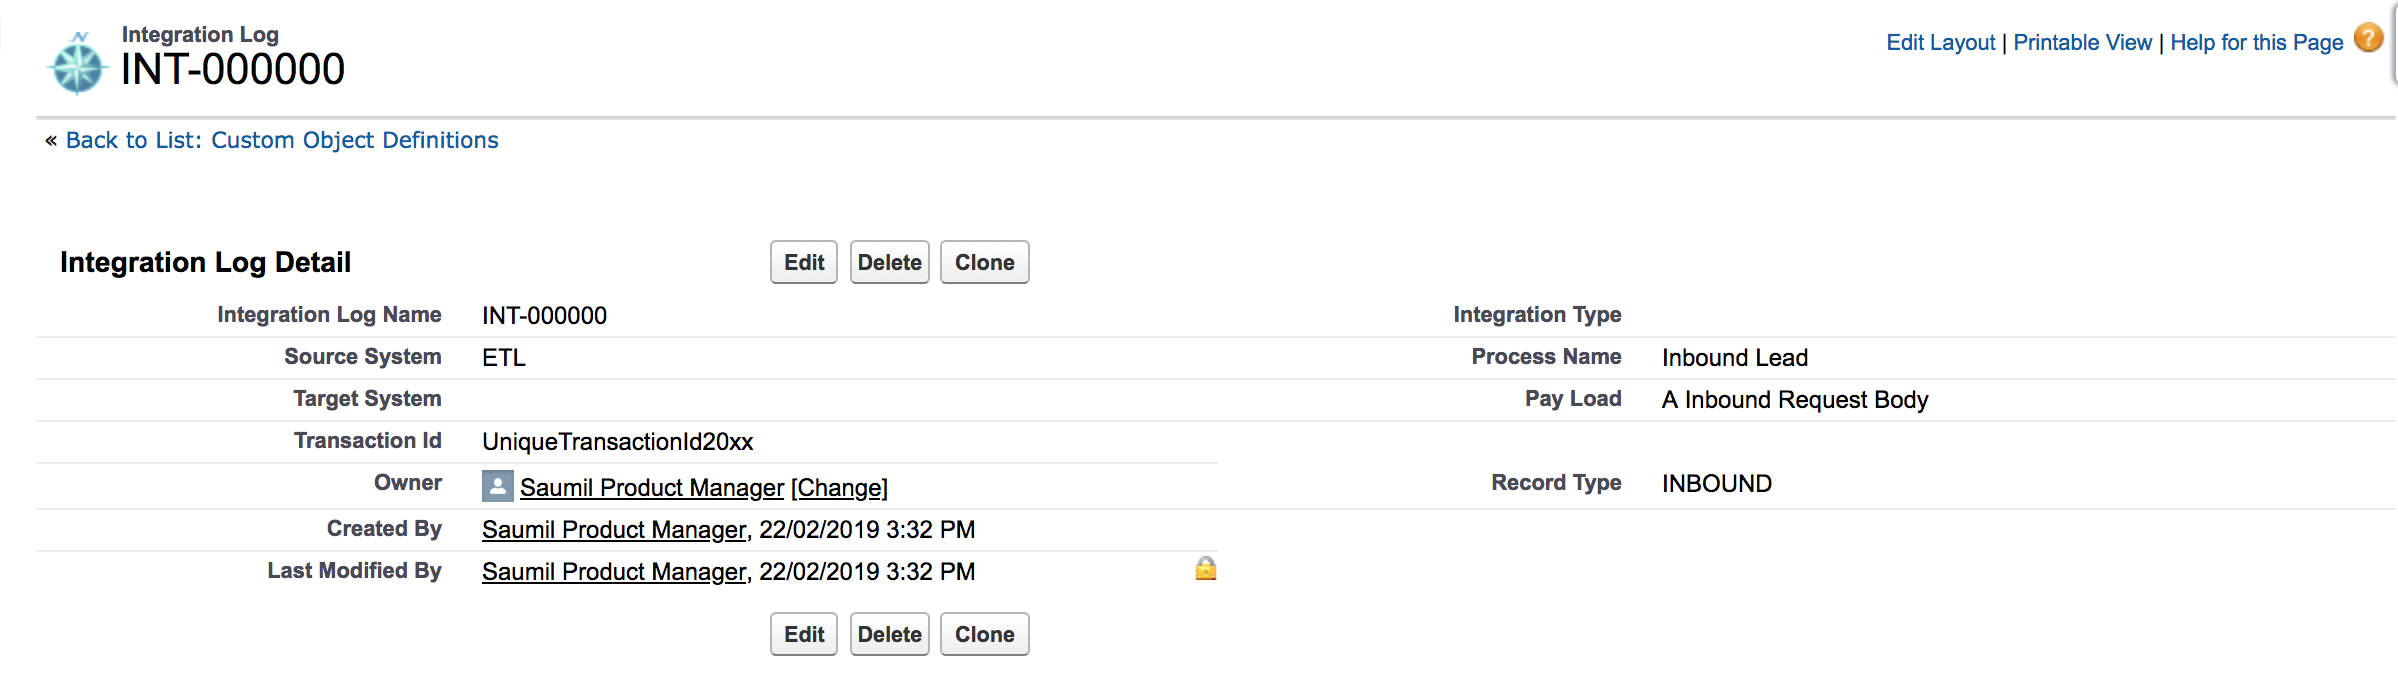 Integration Log
INT-000000
Edit Layout | Printable View | Help for this Page ?
« Back to List: Custom Object Definitions
Integration Log Detail
Edit Delete Clone
Integration Log Name INT-000000 Integration Type
Source System ETL Process Name Inbound Lead
Target System Pay Load A Inbound Request Body
Transaction Id UniqueTransactionId20xx
Owner Saumil Product Manager [Change] Record Type INBOUND
Created By Saumil Product Manager, 22/02/2019 3:32 PM
Last Modified By Saumil Product Manager, 22/02/2019 3:32 PM
Edit Delete Clone